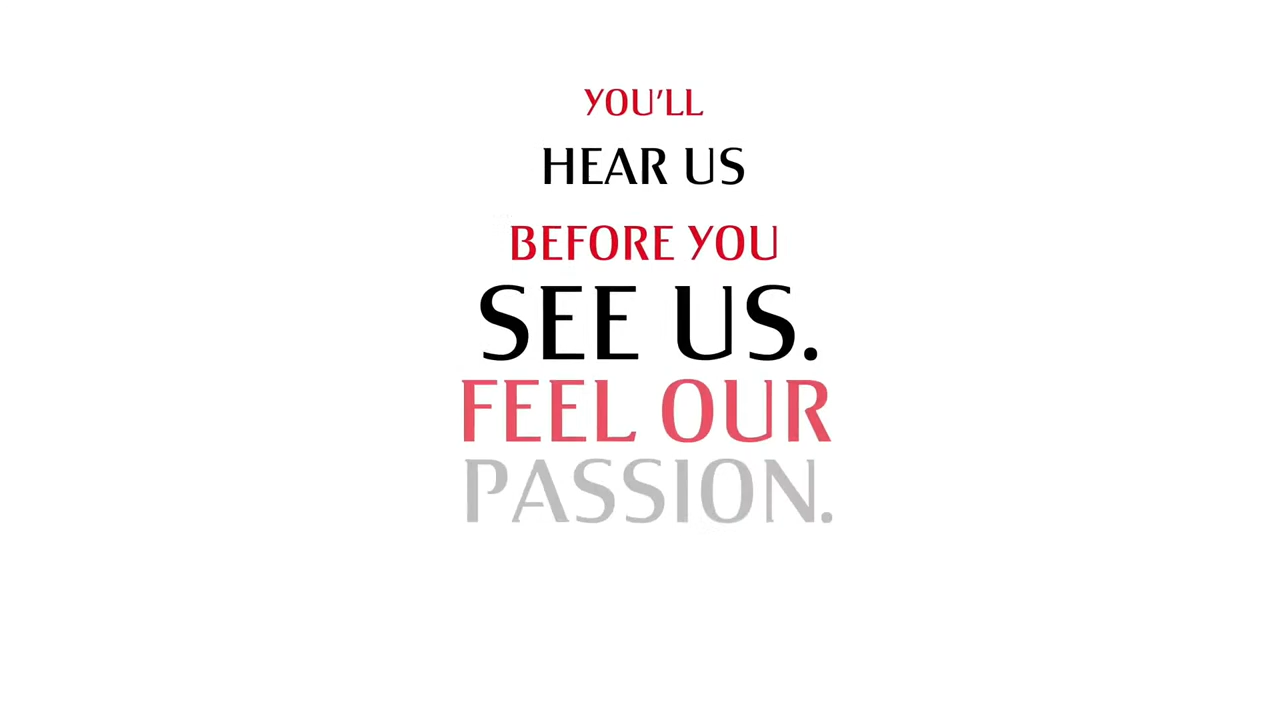 YOU'LL
HEAR US
BEFORE YOU
SEE US.
FEEL OUR
PASSION.